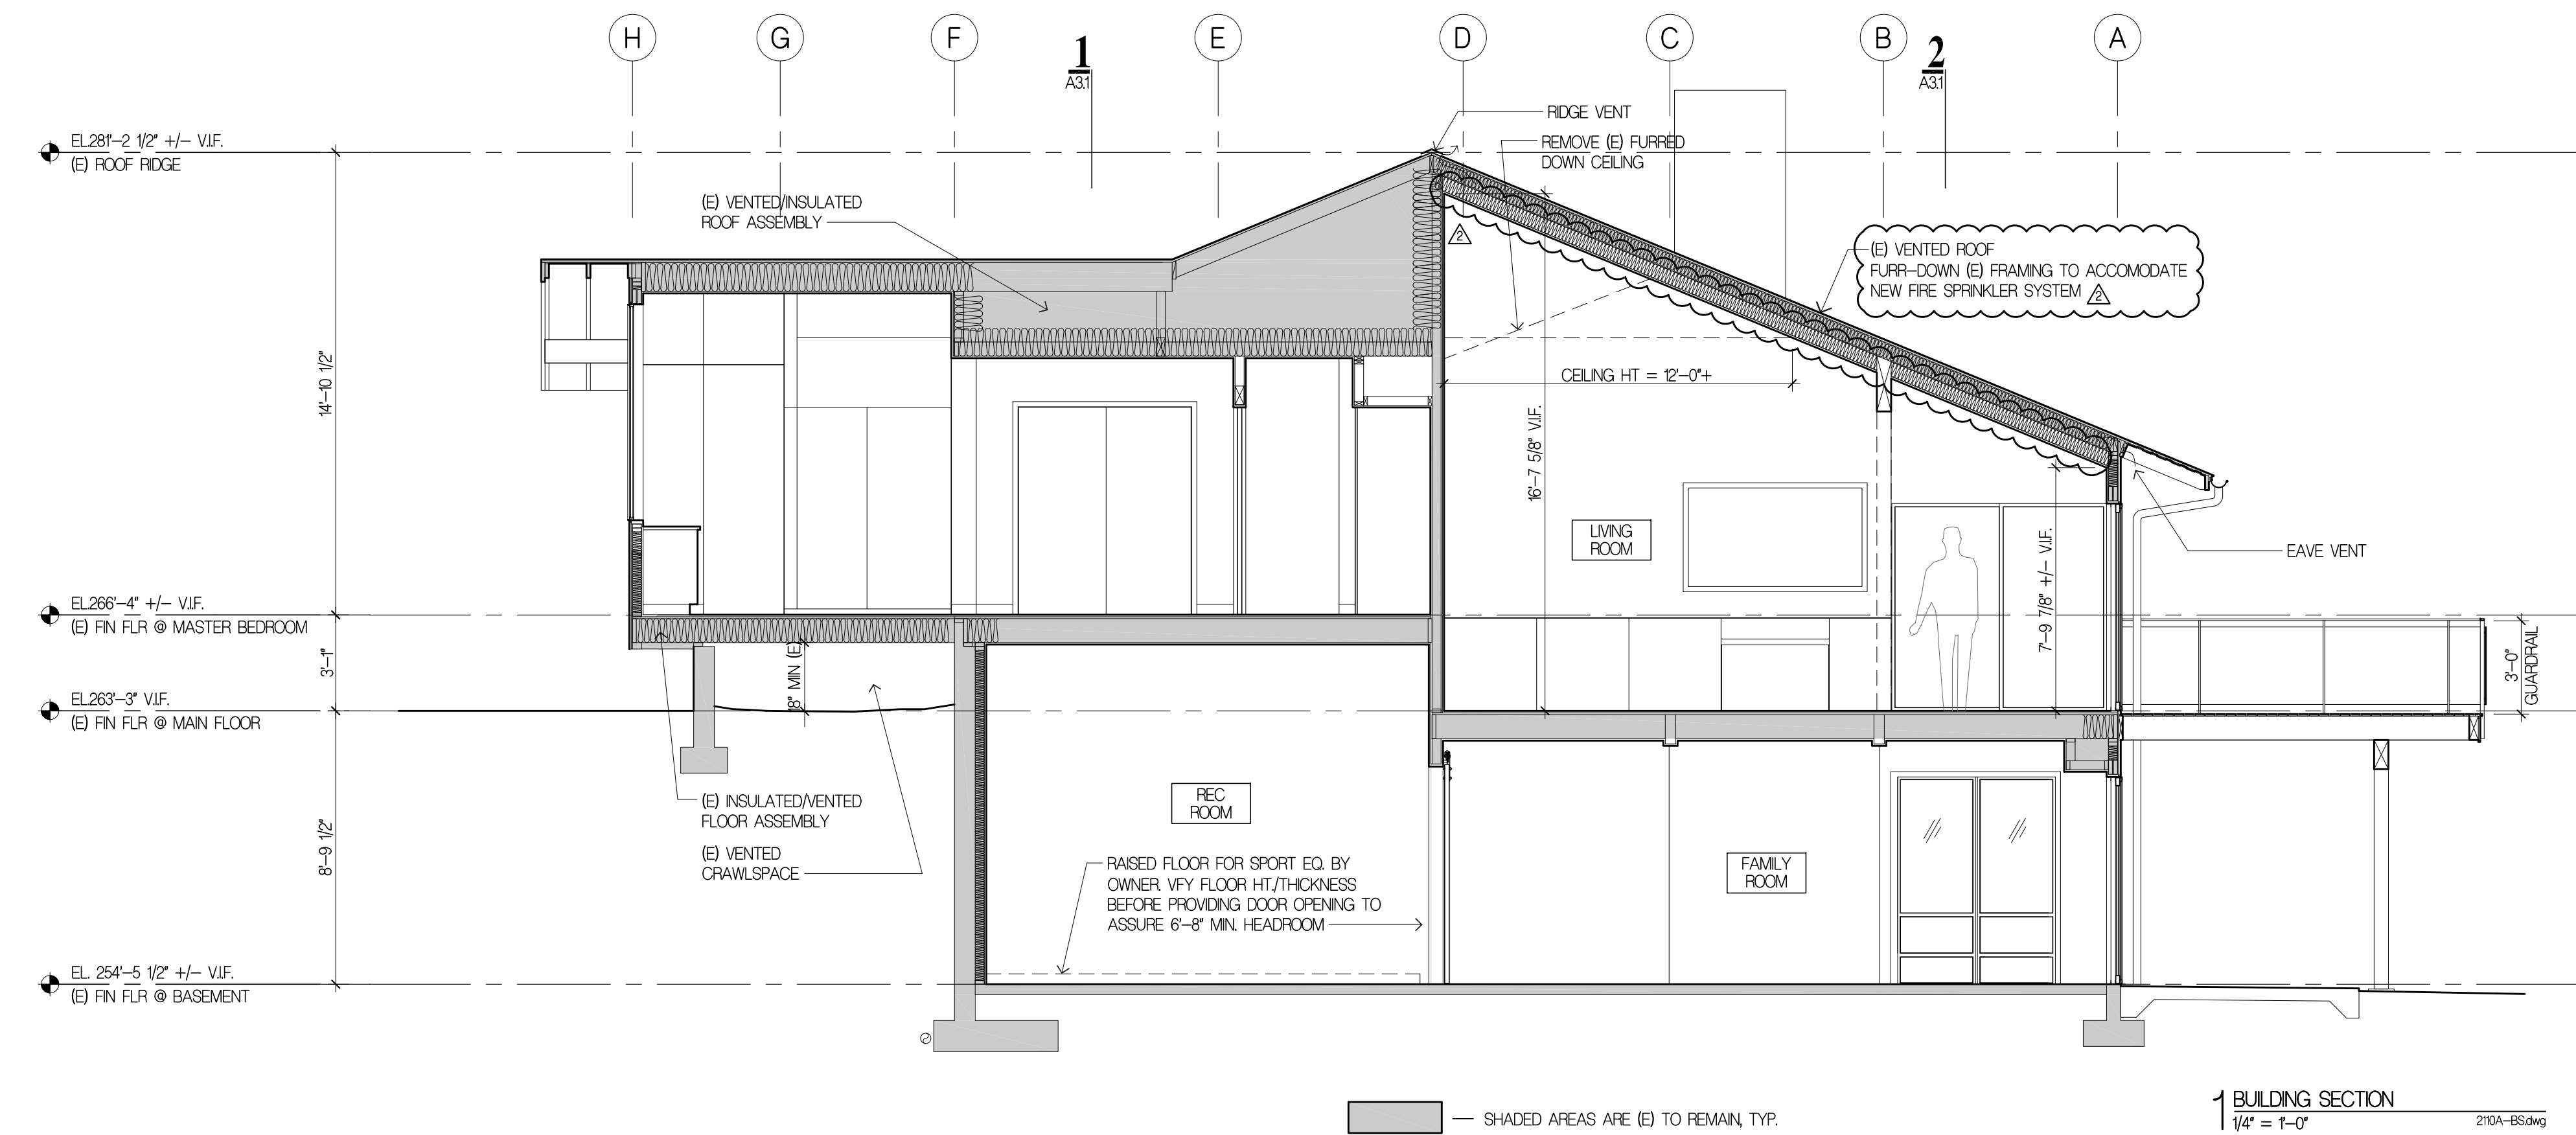 H
G
F
E
D
C
B
A
1
A3.1
2
A3.1
EL.281'-2 1/2" +/- V.I.F.
(E) ROOF RIDGE
RIDGE VENT
REMOVE (E) FURRED
DOWN CEILING
(E) VENTED/INSULATED
ROOF ASSEMBLY
2
(E) VENTED ROOF
FURR-DOWN (E) FRAMING TO ACCOMODATE
NEW FIRE SPRINKLER SYSTEM 2
14'-10 1/2"
CEILING HT = 12'-0"+
16'-7 5/8" V.I.F.
LIVING
ROOM
7'-9 7/8" +/- V.I.F.
EAVE VENT
EL.266'-4" +/- V.I.F.
(E) FIN FLR @ MASTER BEDROOM
3'-1"
18" MIN (E)
3'-0"
GUARDRAIL
EL.263'-3" V.I.F.
(E) FIN FLR @ MAIN FLOOR
8'-9 1/2"
(E) INSULATED/VENTED
FLOOR ASSEMBLY
(E) VENTED
CRAWLSPACE
REC
ROOM
RAISED FLOOR FOR SPORT EQ. BY
OWNER. VFY FLOOR HT./THICKNESS
BEFORE PROVIDING DOOR OPENING TO
ASSURE 6'-8" MIN. HEADROOM
FAMILY
ROOM
EL. 254'-5 1/2" +/- V.I.F.
(E) FIN FLR @ BASEMENT
SHADED AREAS ARE (E) TO REMAIN, TYP.
1 BUILDING SECTION
1/4" = 1'-0"
2110A-BS.dwg